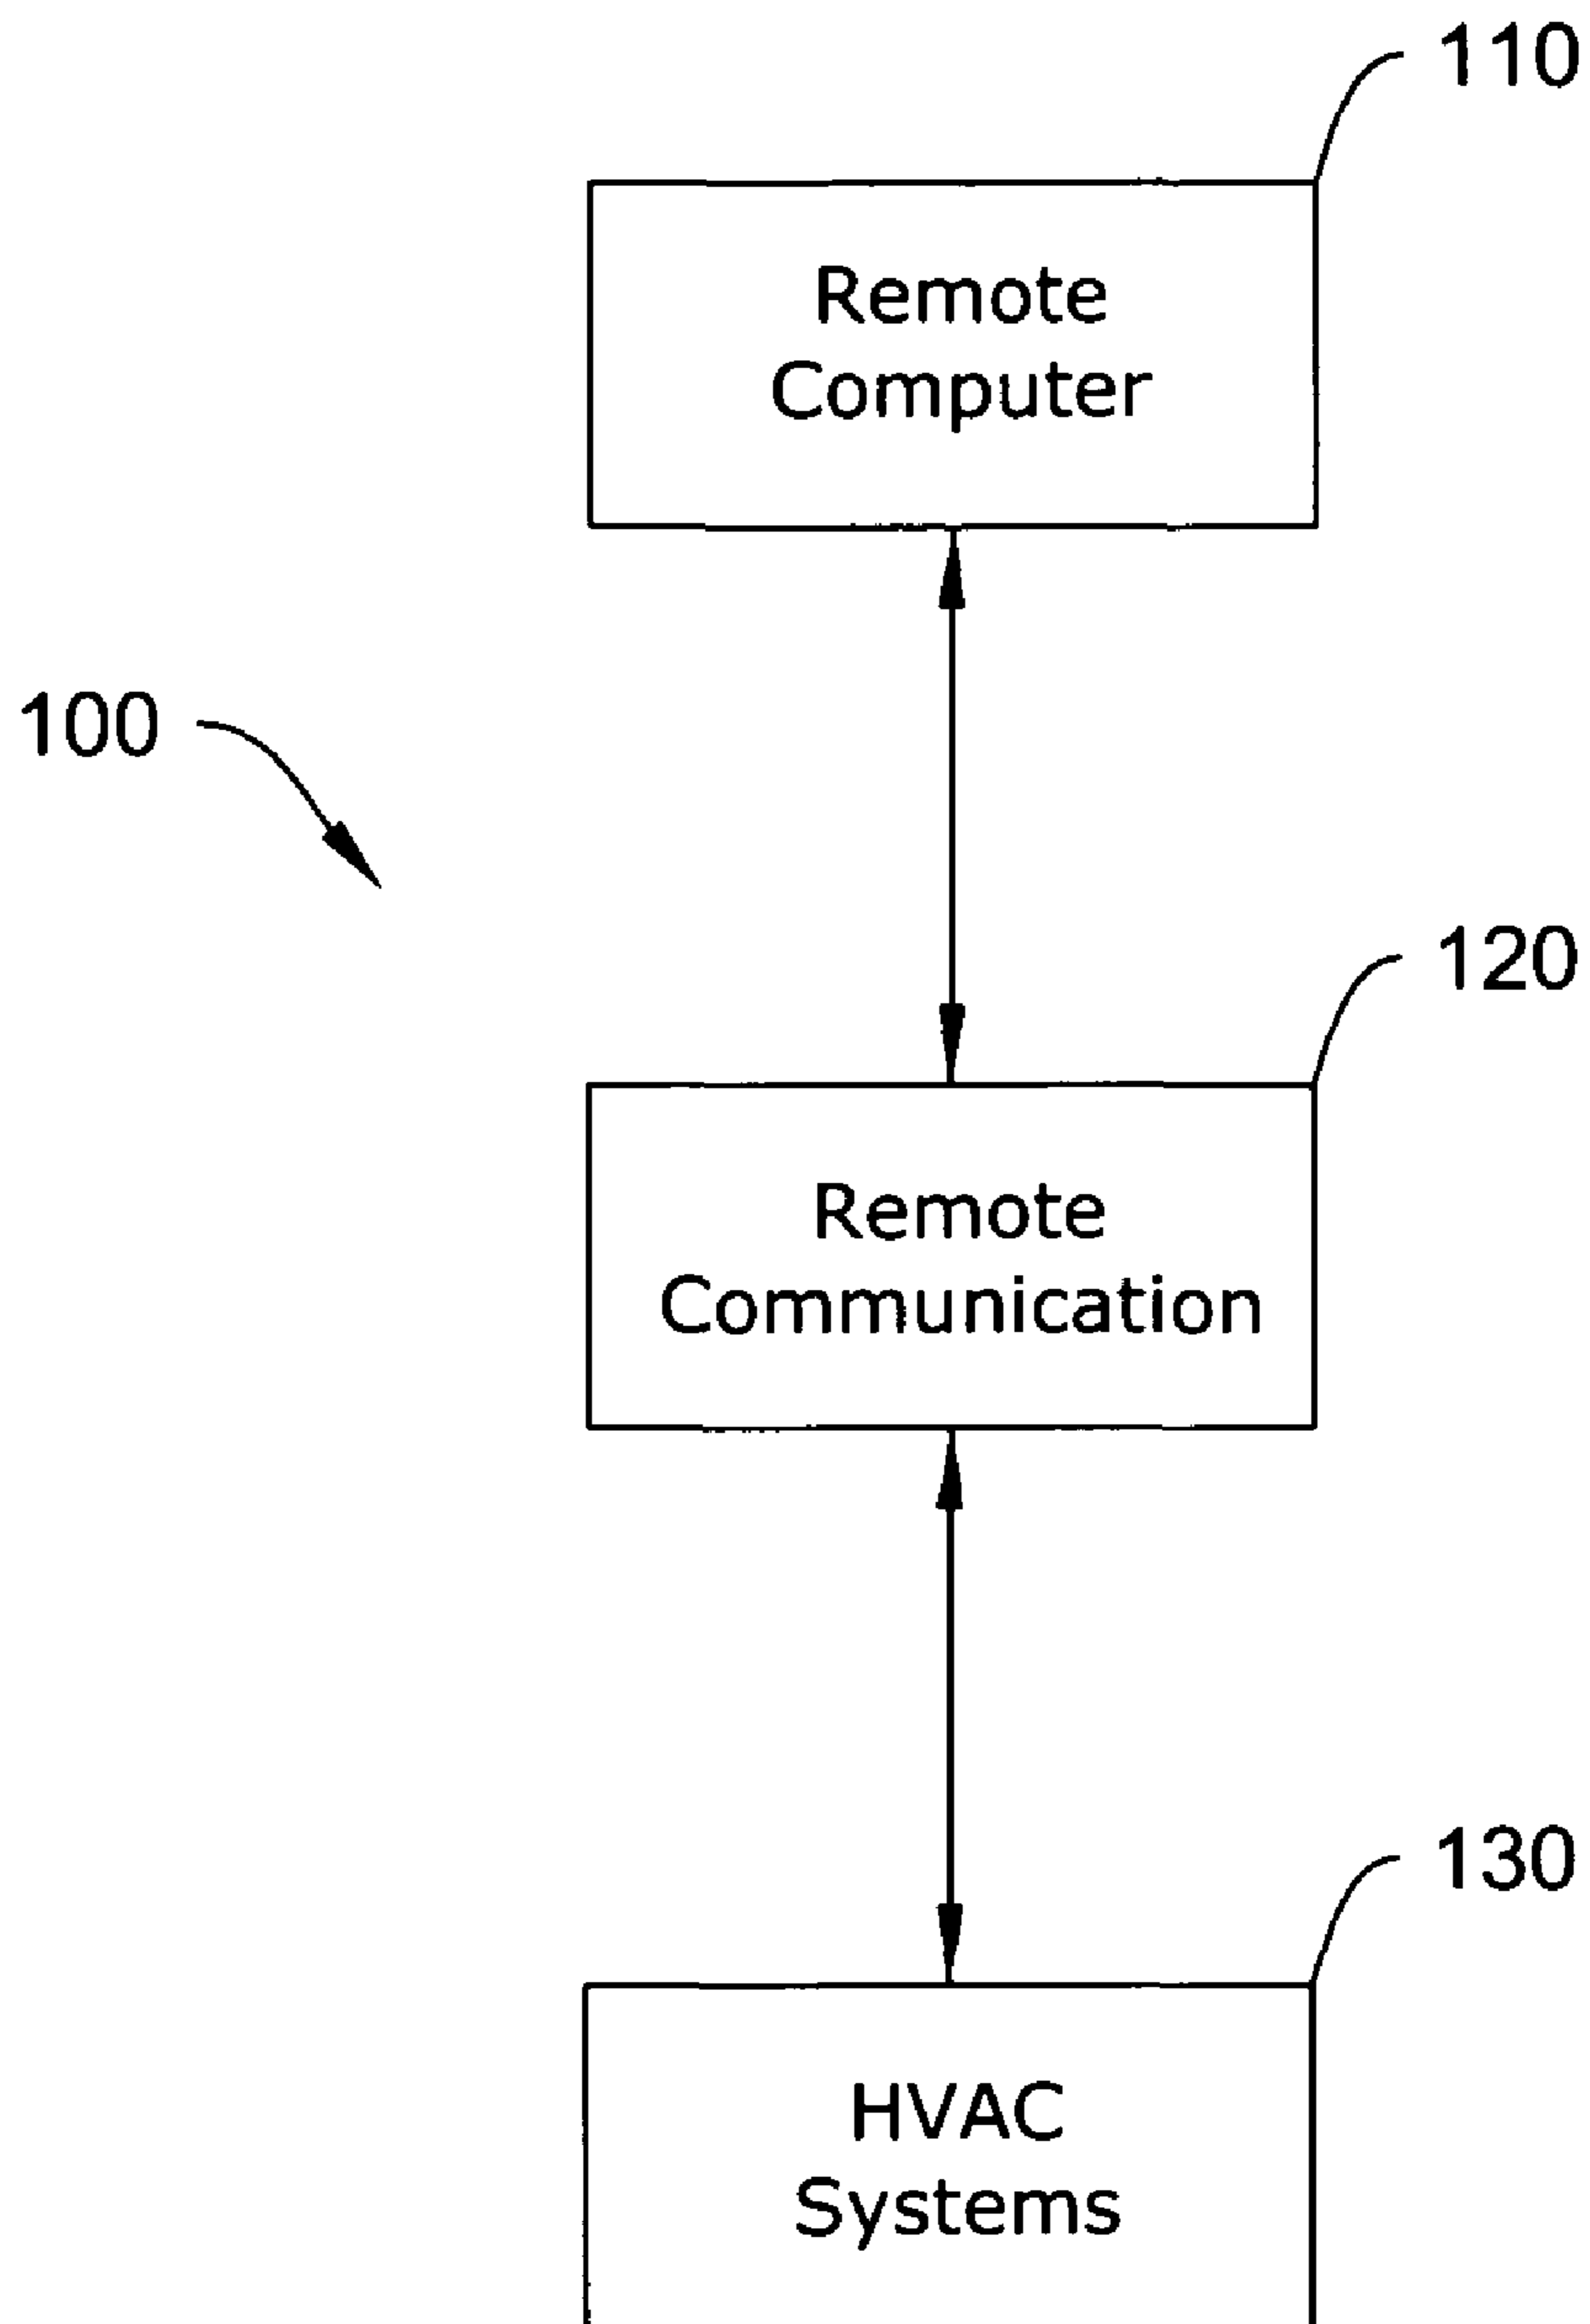 110
Remote
Computer
100
120
Remote
Communication
130
HVAC
Systems